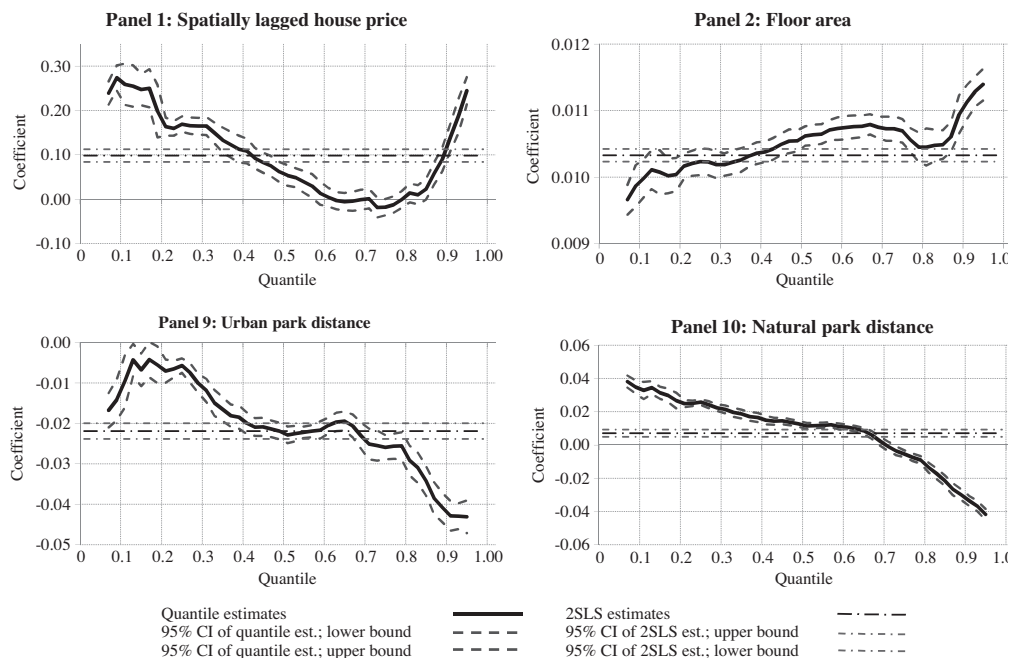 Panel 1: Spatially lagged house price
Coefficient
0.30
0.20
0.10
0.00
-0.10
0 0.1 0.2 0.3 0.4 0.5 0.6 0.7 0.8 0.9 1.00
Quantile
Panel 2: Floor area
Coefficient
0.012
0.011
0.010
0.009
0 0.1 0.2 0.3 0.4 0.5 0.6 0.7 0.8 0.9 1.0
Quantile
Panel 9: Urban park distance
Coefficient
0.00
-0.01
-0.02
-0.03
-0.04
-0.05
0 0.1 0.2 0.3 0.4 0.5 0.6 0.7 0.8 0.9 1.00
Quantile
Panel 10: Natural park distance
Coefficient
0.06
0.04
0.02
0.00
-0.02
-0.04
-0.06
0 0.1 0.2 0.3 0.4 0.5 0.6 0.7 0.8 0.9 1.0
Quantile
Quantile estimates
95% CI of quantile est.; lower bound
95% CI of quantile est.; upper bound
2SLS estimates
95% CI of 2SLS est.; upper bound
95% CI of 2SLS est.; lower bound